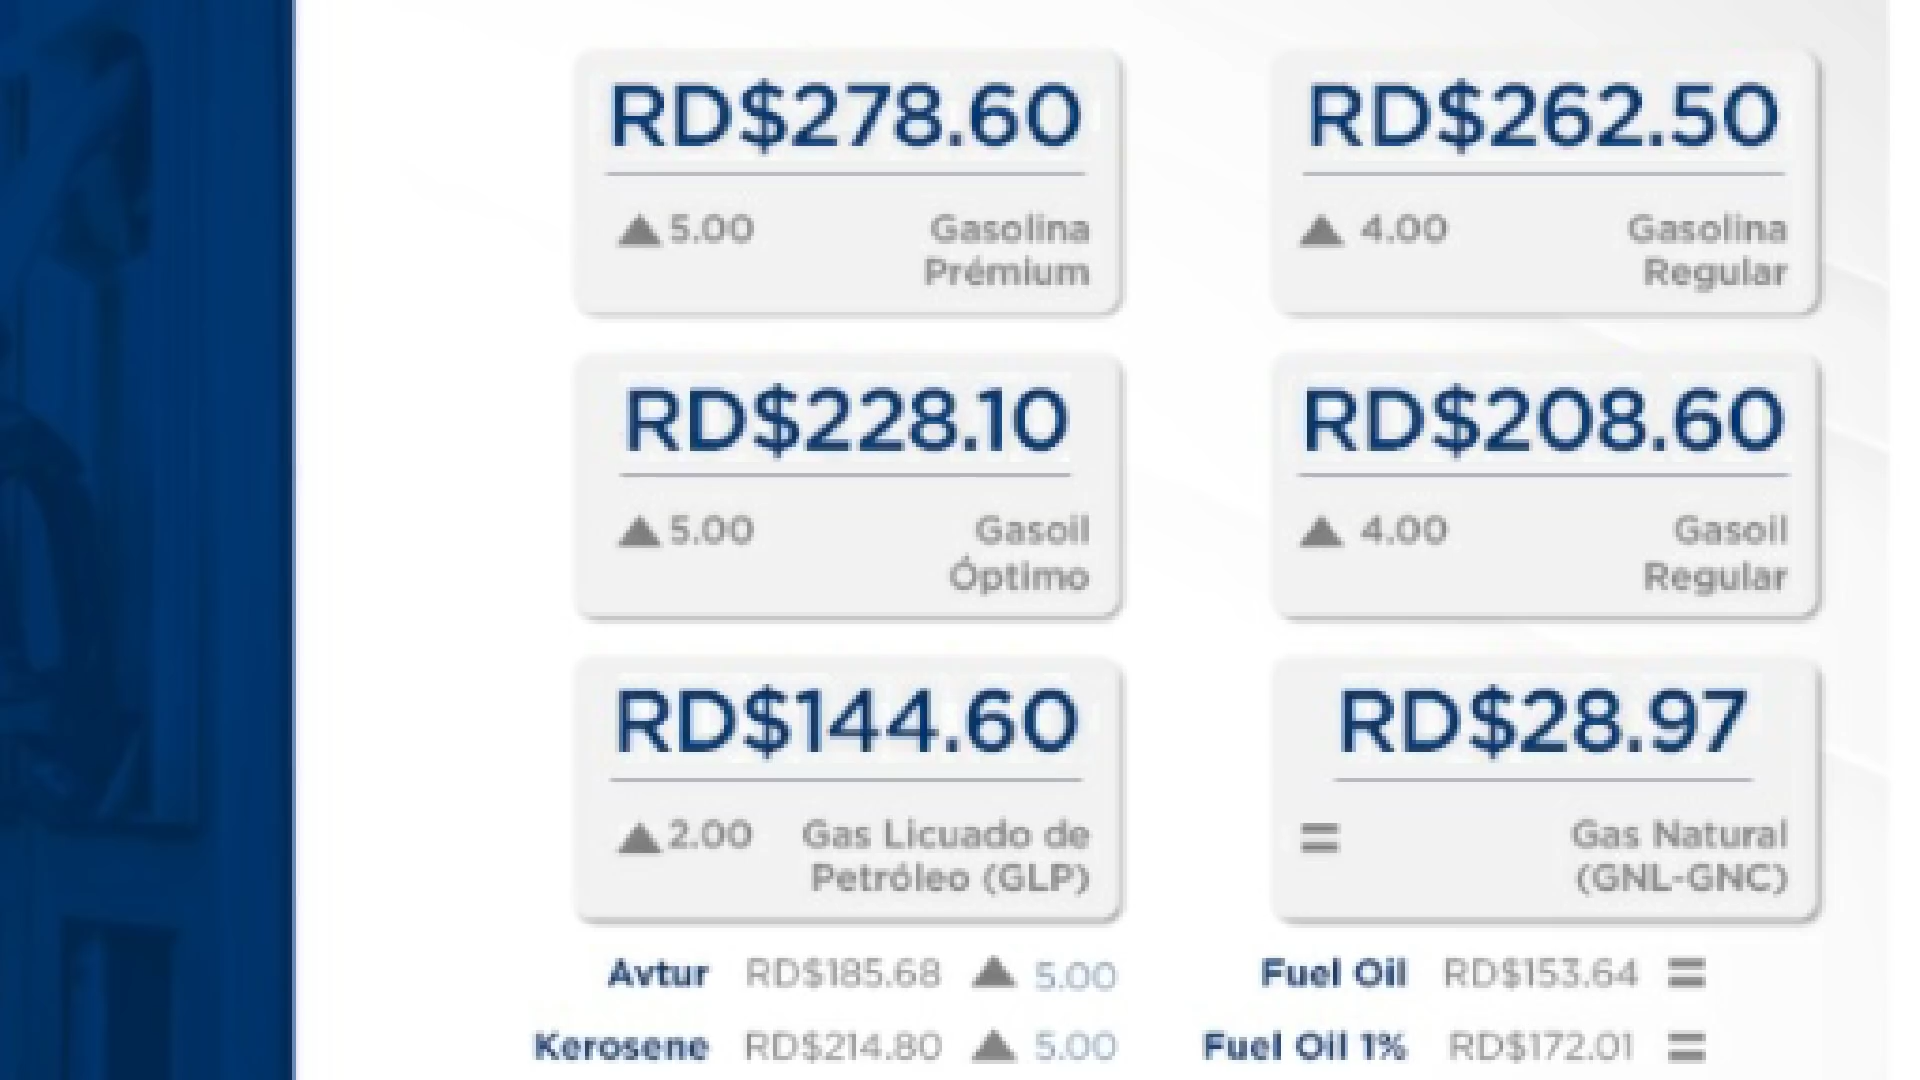 RD$278.60
▲5.00 Gasolina
Prémium
RD$262.50
▲ 4.00 Gasolina
Regular
RD$228.10
▲5.00 Gasoil
Óptimo
RD$208.60
▲ 4.00 Gasoil
Regular
RD$144.60
▲2.00 Gas Licuado de
Petróleo (GLP)
RD$28.97
= Gas Natural
(GNL-GNC)
Avtur RD$185.68 ▲ 5.00
Kerosene RD$214.80 ▲ 5.00
Fuel Oil RD$153.64 =
Fuel Oil 1% RD$172.01 =